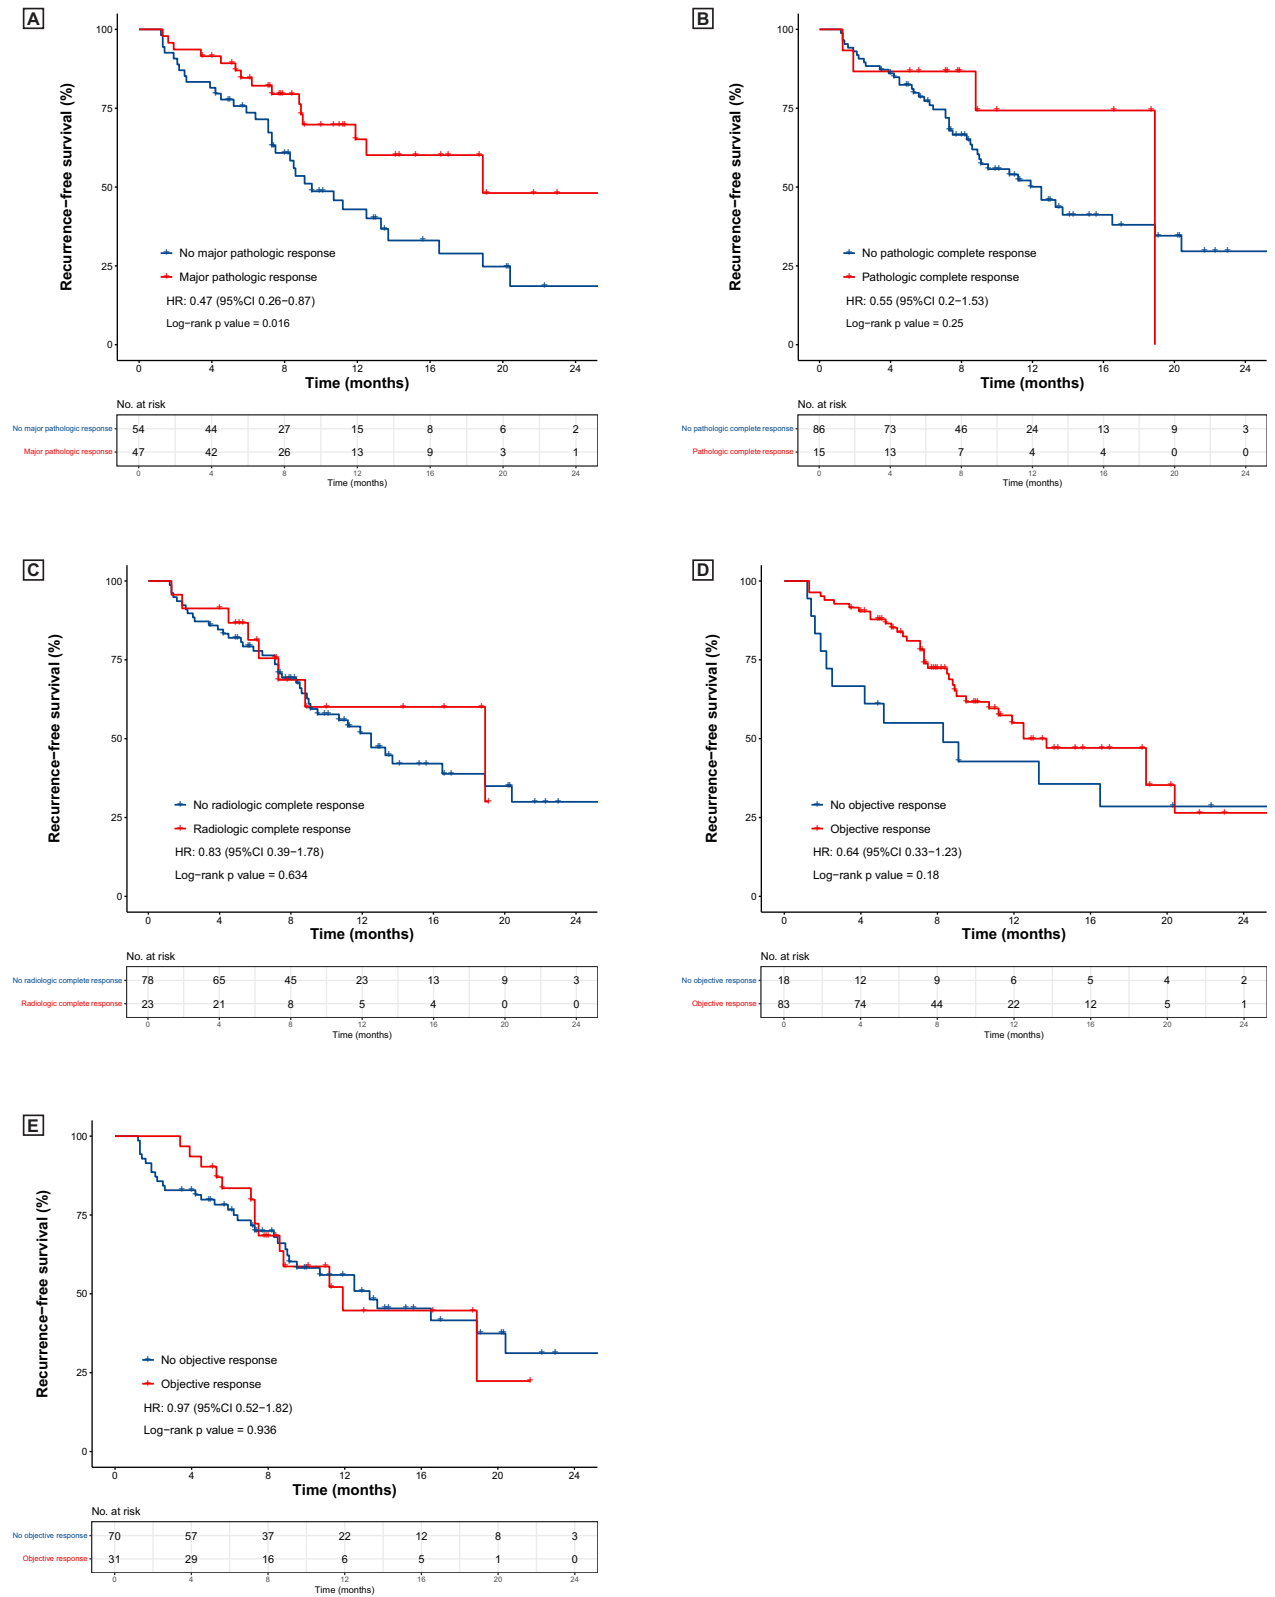 A
Recurrence−free survival (%)
100
75
50
25
0
No major pathologic response
Major pathologic response
HR: 0.47 (95%CI 0.26−0.87)
Log−rank p value = 0.016
0 4 8 12 16 20 24
Time (months)
No. at risk
No major pathologic response 54 44 27 15 8 6 2
Major pathologic response 47 42 26 13 9 3 1
0 4 8 12 16 20 24
Time (months)
B
Recurrence−free survival (%)
100
75
50
25
0
No pathologic complete response
Pathologic complete response
HR: 0.55 (95%CI 0.2−1.53)
Log−rank p value = 0.25
0 4 8 12 16 20 24
Time (months)
No. at risk
No pathologic complete response 86 73 46 24 13 9 3
Pathologic complete response 15 13 7 4 4 0 0
0 4 8 12 16 20 24
Time (months)
C
Recurrence−free survival (%)
100
75
50
25
0
No radiologic complete response
Radiologic complete response
HR: 0.83 (95%CI 0.39−1.78)
Log−rank p value = 0.634
0 4 8 12 16 20 24
Time (months)
No. at risk
No radiologic complete response 78 65 45 23 13 9 3
Radiologic complete response 23 21 8 5 4 0 0
0 4 8 12 16 20 24
Time (months)
D
Recurrence−free survival (%)
100
75
50
25
0
No objective response
Objective response
HR: 0.64 (95%CI 0.33−1.23)
Log−rank p value = 0.18
0 4 8 12 16 20 24
Time (months)
No. at risk
No objective response 18 12 9 6 5 4 2
Objective response 83 74 44 22 12 5 1
0 4 8 12 16 20 24
Time (months)
E
Recurrence−free survival (%)
100
75
50
25
0
No objective response
Objective response
HR: 0.97 (95%CI 0.52−1.82)
Log−rank p value = 0.936
0 4 8 12 16 20 24
Time (months)
No. at risk
No objective response 70 57 37 22 12 8 3
Objective response 31 29 16 6 5 1 0
0 4 8 12 16 20 24
Time (months)